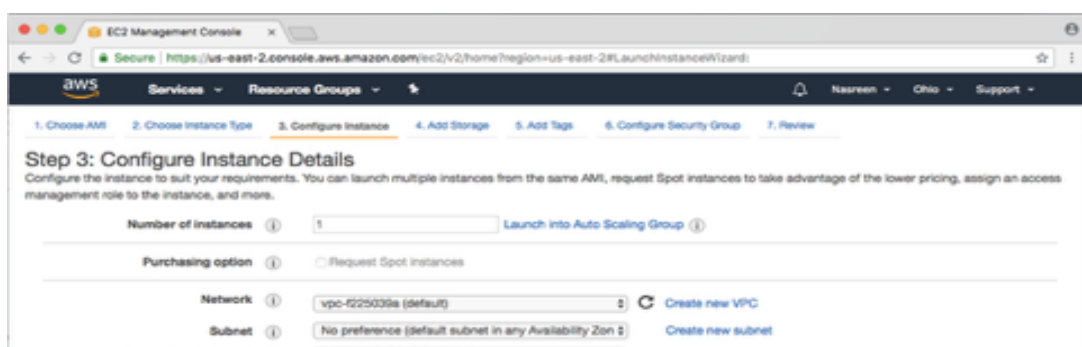 EC2 Management Console
Secure | https://us-east-2.console.aws.amazon.com/ec2/v2/home?region=us-east-2#LaunchInstanceWizard:
aws Services Resource Groups Nasreen Ohio Support
1. Choose AMI 2. Choose Instance Type 3. Configure Instance 4. Add Storage 5. Add Tags 6. Configure Security Group 7. Review
Step 3: Configure Instance Details
Configure the instance to suit your requirements. You can launch multiple instances from the same AMI, request Spot instances to take advantage of the lower pricing, assign an access
management role to the instance, and more.
Number of instances 1 Launch into Auto Scaling Group
Purchasing option Request Spot instances
Network vpc-f225039a (default) Create new VPC
Subnet No preference (default subnet in any Availability Zon Create new subnet